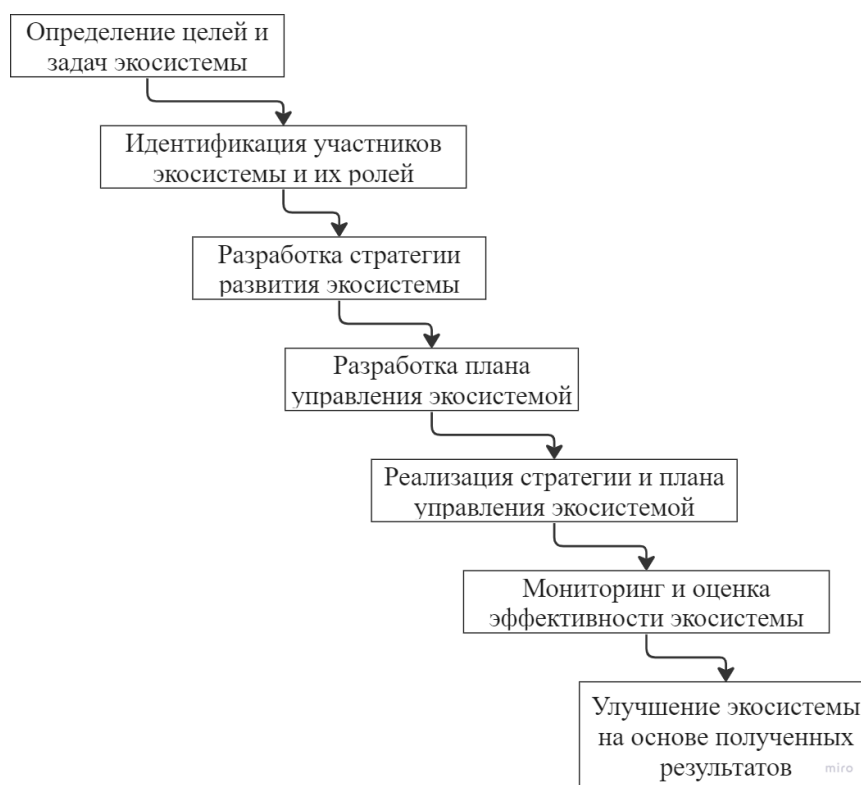 Определение целей и
задач экосистемы
Идентификация участников
экосистемы и их ролей
Разработка стратегии
развития экосистемы
Разработка плана
управления экосистемой
Реализация стратегии и плана
управления экосистемой
Мониторинг и оценка
эффективности экосистемы
Улучшение экосистемы
на основе полученных
результатов
miro